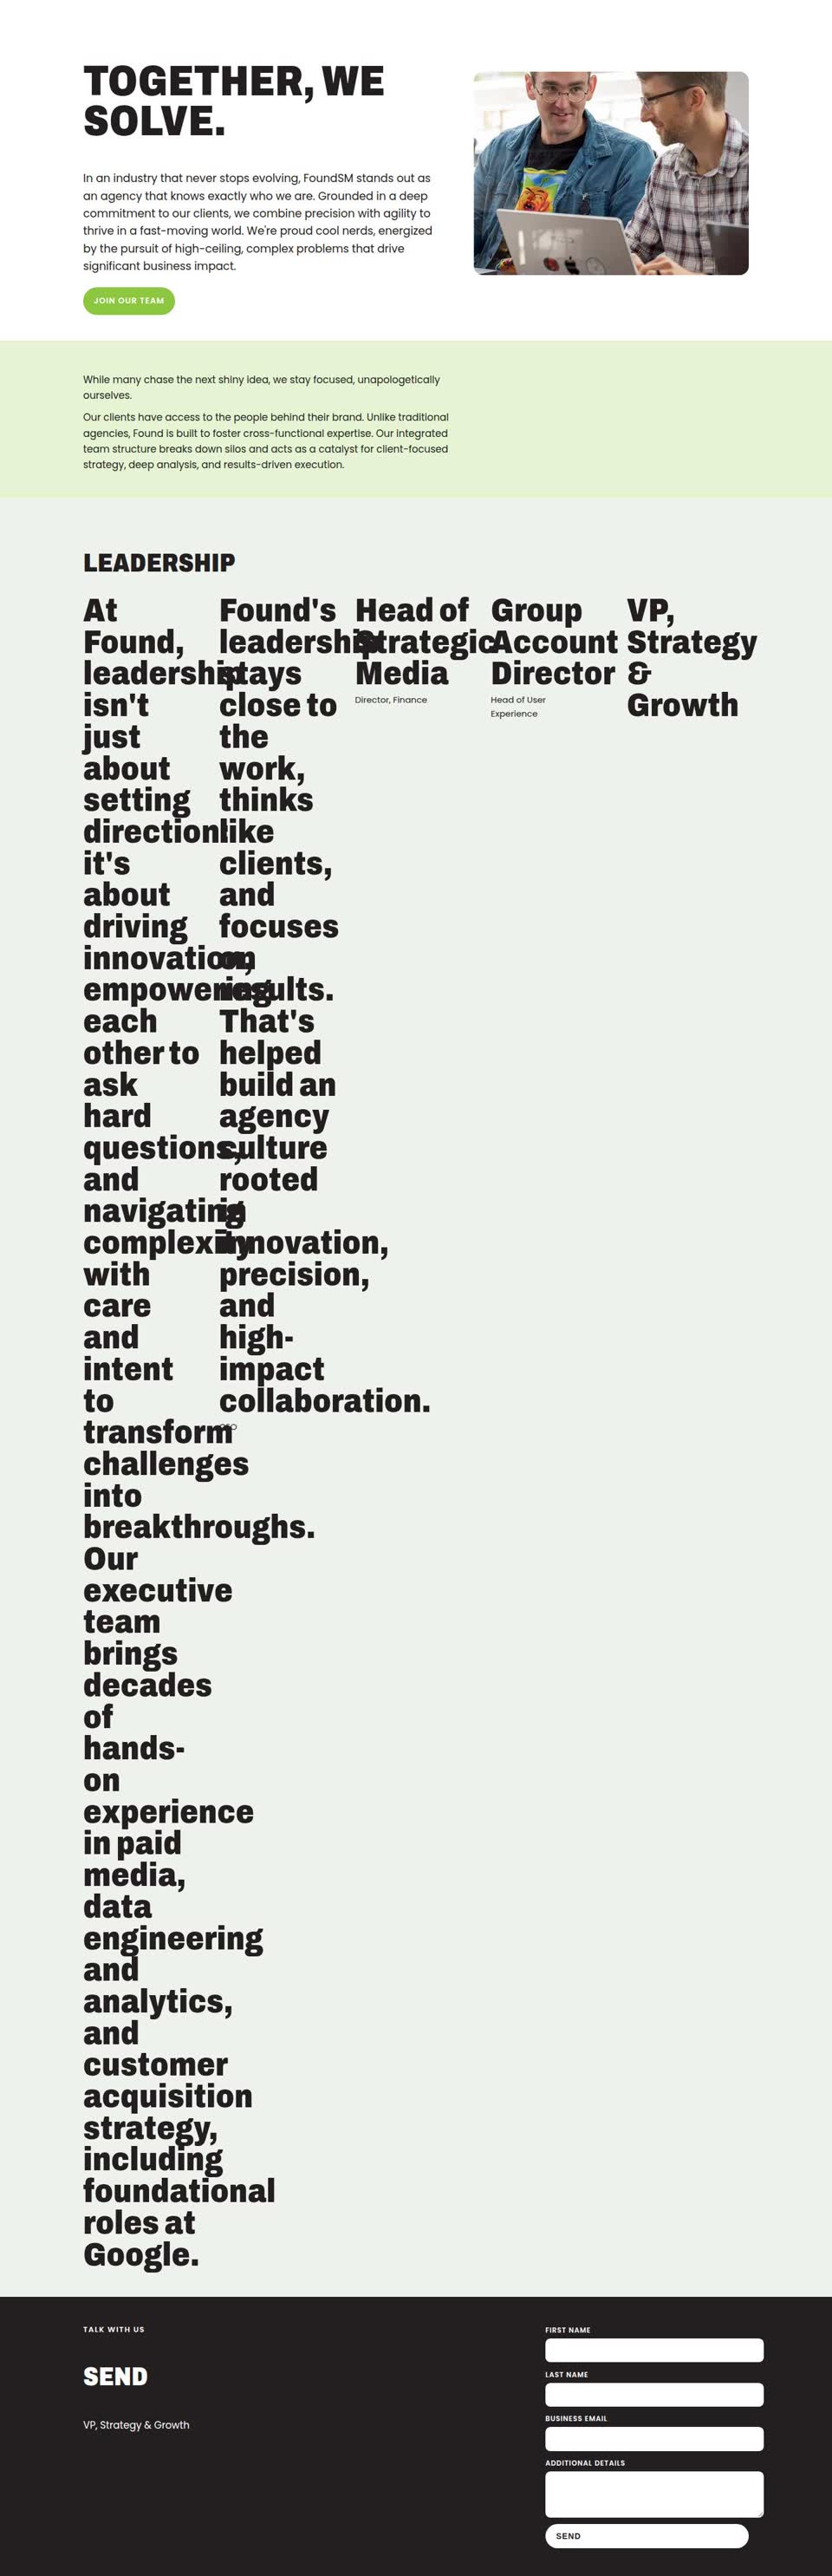 TOGETHER, WE
SOLVE.
In an industry that never stops evolving, FoundSM stands out as
an agency that knows exactly who we are. Grounded in a deep
commitment to our clients, we combine precision with agility to
thrive in a fast-moving world. We're proud cool nerds, energized
by the pursuit of high-ceiling, complex problems that drive
significant business impact.
JOIN OUR TEAM
While many chase the next shiny idea, we stay focused, unapologetically
ourselves.
Our clients have access to the people behind their brand. Unlike traditional
agencies, Found is built to foster cross-functional expertise. Our integrated
team structure breaks down silos and acts as a catalyst for client-focused
strategy, deep analysis, and results-driven execution.
LEADERSHIP
At
Found,
leadership
isn't
just
about
setting
direction:
it's
about
driving
innovation,
empowering
each
other to
ask
hard
questions,
and
navigating
complexity
with
care
and
intent
to
transform
challenges
into
breakthroughs.
Our
executive
team
brings
decades
of
hands-
on
experience
in paid
media,
data
engineering
and
analytics,
and
customer
acquisition
strategy,
including
foundational
roles at
Google.
Found's
leadership
stays
close to
the
work,
thinks
like
clients,
and
focuses
on
results.
That's
helped
build an
agency
culture
rooted
in
innovation,
precision,
and
high-
impact
collaboration.
Head of
Strategic
Media
Director, Finance
Group
Account
Director
Head of User
Experience
VP,
Strategy
&
Growth
TALK WITH US
SEND
VP, Strategy & Growth
FIRST NAME
LAST NAME
BUSINESS EMAIL
ADDITIONAL DETAILS
SEND